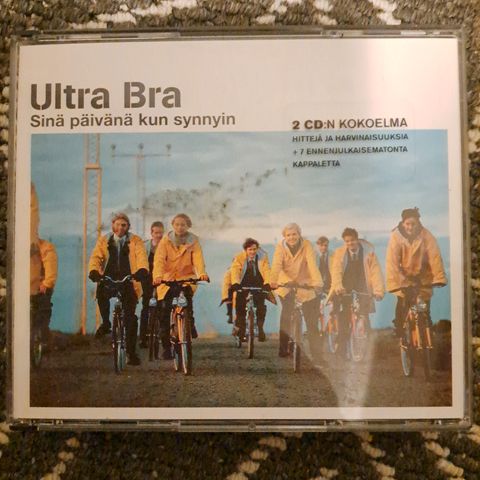 Ultra Bra
Sinä päivänä kun synnyin
2 CD:N KOKOELMA
HITTEJÄ JA HARVINAISUUKSIA
+ 7 ENNENJULKAISEMATONTA
KAPPALETTA